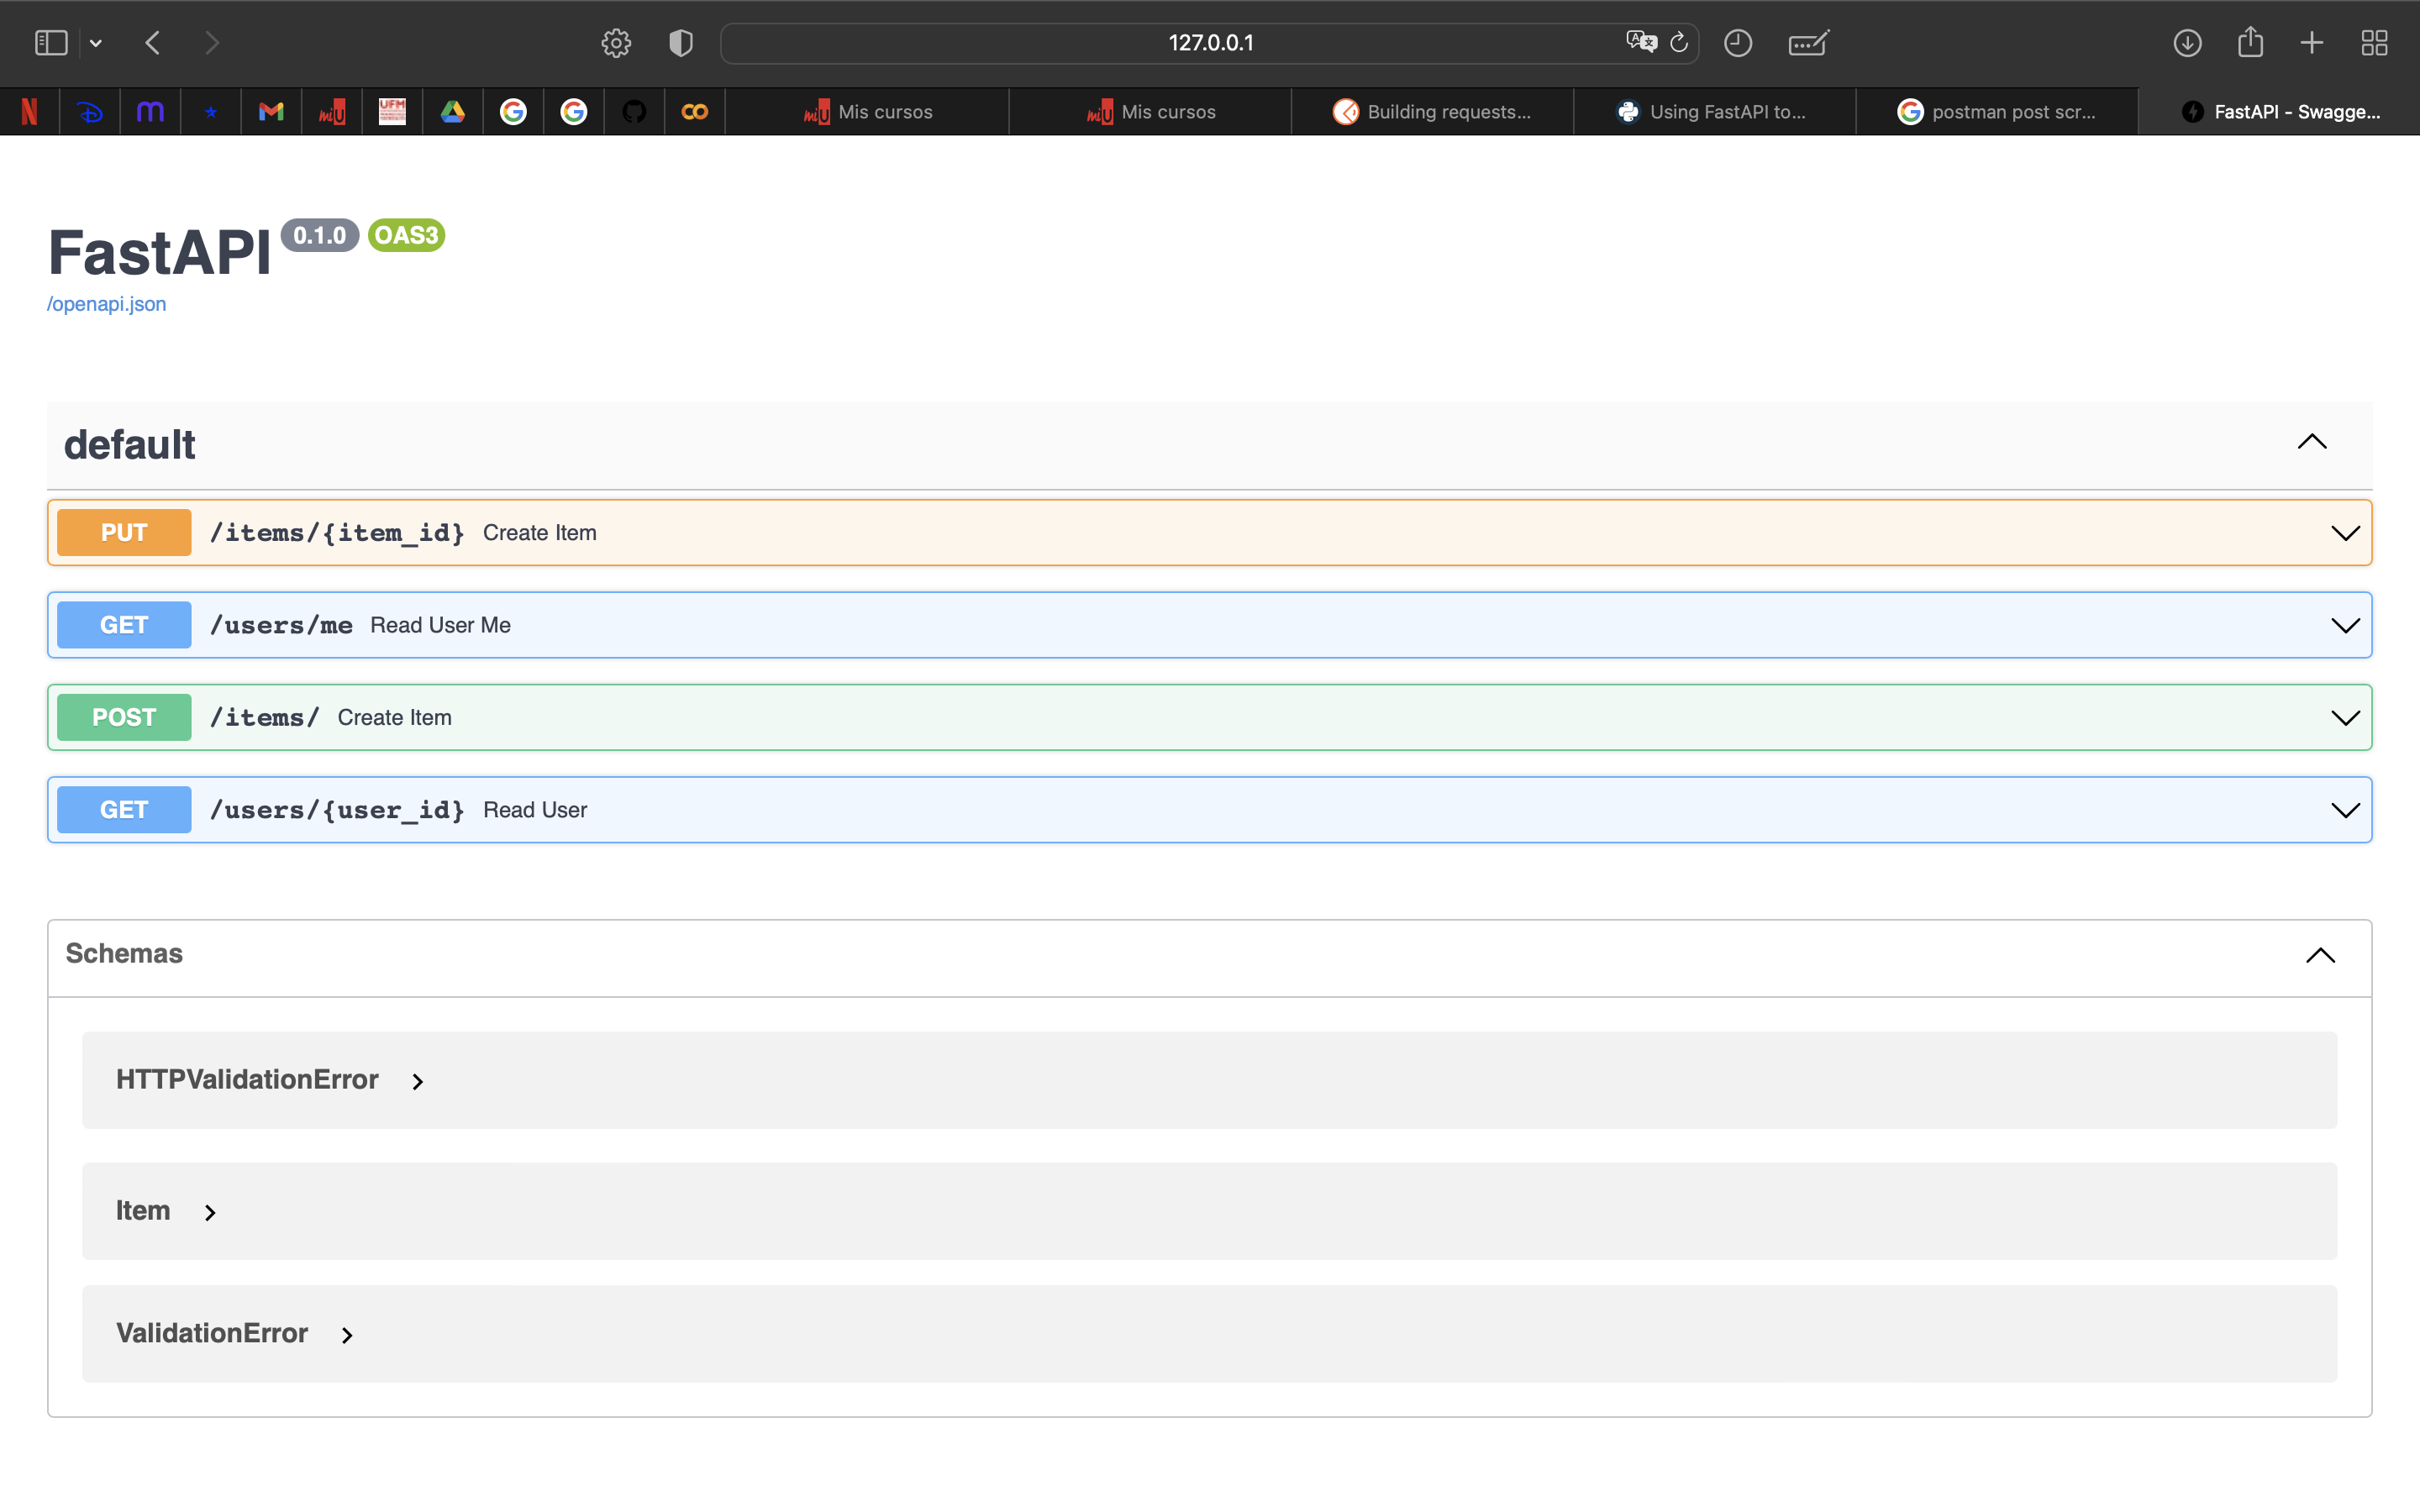 127.0.0.1
miU UFM Mis cursos Mis cursos Building requests... Using FastAPI to... postman post scr... FastAPI - Swagge...
FastAPI 0.1.0 OAS3
/openapi.json
default
PUT /items/{item_id} Create Item
GET /users/me Read User Me
POST /items/ Create Item
GET /users/{user_id} Read User
Schemas
HTTPValidationError
Item
ValidationError